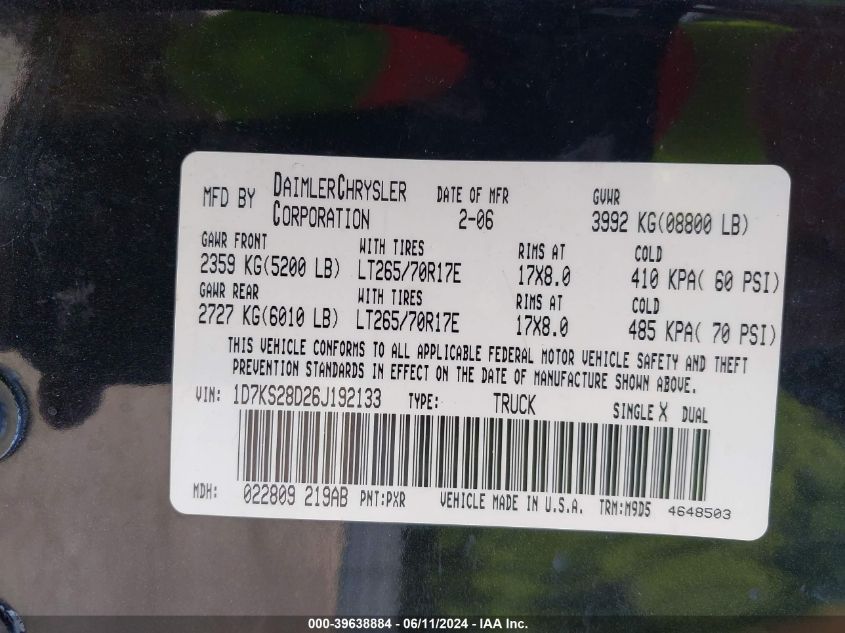 MFD BY DAIMLERCHRYSLER CORPORATION DATE OF MFR 2-06 GVWR 3992 KG(08800 LB)
GAWR FRONT WITH TIRES RIMS AT COLD
2359 KG(5200 LB) LT265/70R17E 17X8.0 410 KPA( 60 PSI)
GAWR REAR WITH TIRES RIMS AT COLD
2727 KG(6010 LB) LT265/70R17E 17X8.0 485 KPA( 70 PSI)
THIS VEHICLE CONFORMS TO ALL APPLICABLE FEDERAL MOTOR VEHICLE SAFETY AND THEFT
PREVENTION STANDARDS IN EFFECT ON THE DATE OF MANUFACTURE SHOWN ABOVE.
VIN: 1D7KS28D26J192133 TYPE: TRUCK SINGLE X DUAL
MDH: 022809 219AB PNT:PXR VEHICLE MADE IN U.S.A. TRM:M9D5 4648503
000-39638884 - 06/11/2024 - IAA Inc.